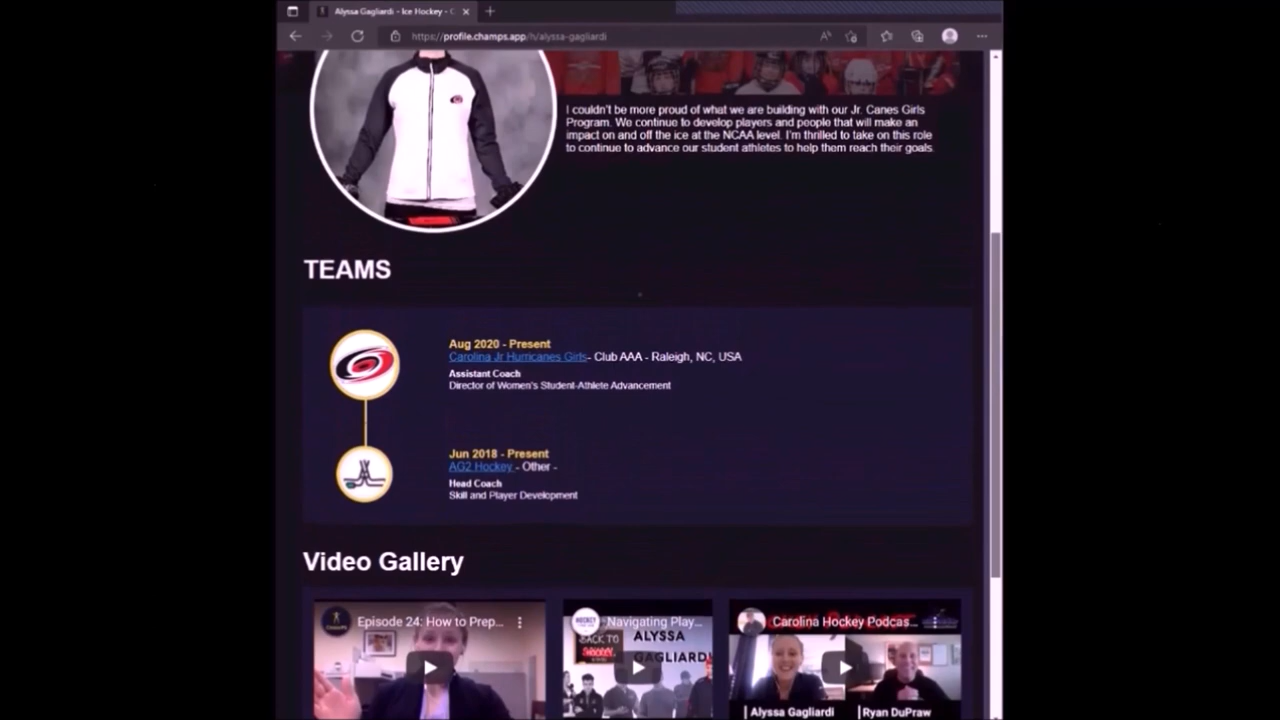 Alyssa Gagliardi - Ice Hockey - C
https://profile.champs.app/h/alyssa-gagliardi
I couldn't be more proud of what we are building with our Jr. Canes Girls
Program. We continue to develop players and people that will make an
impact on and off the ice at the NCAA level. I'm thrilled to take on this role
to continue to advance our student athletes to help them reach their goals.
TEAMS
Aug 2020 - Present
Carolina Jr Hurricanes Girls- Club AAA - Raleigh, NC, USA
Assistant Coach
Director of Women's Student-Athlete Advancement
Jun 2018 - Present
AG2 Hockey - Other -
Head Coach
Skill and Player Development
Video Gallery
Episode 24: How to Prep...
Navigating Play...
BACK TO
ALYSSA
GAGLIARDI
Carolina Hockey Podcas...
Alyssa Gagliardi
Ryan DuPraw